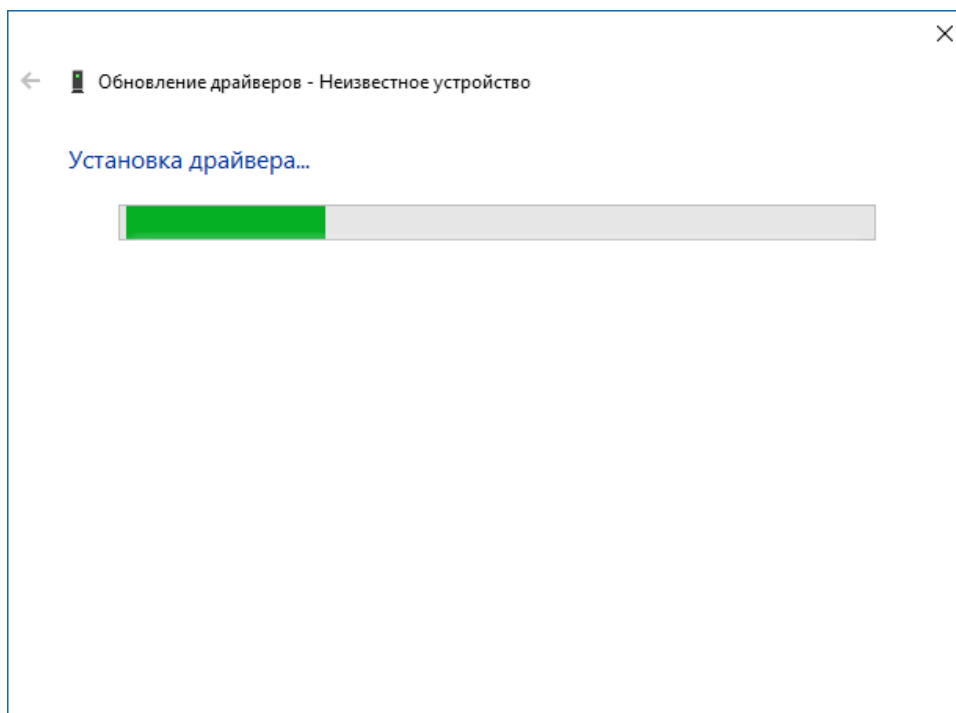 Обновление драйверов - Неизвестное устройство
Установка драйвера...